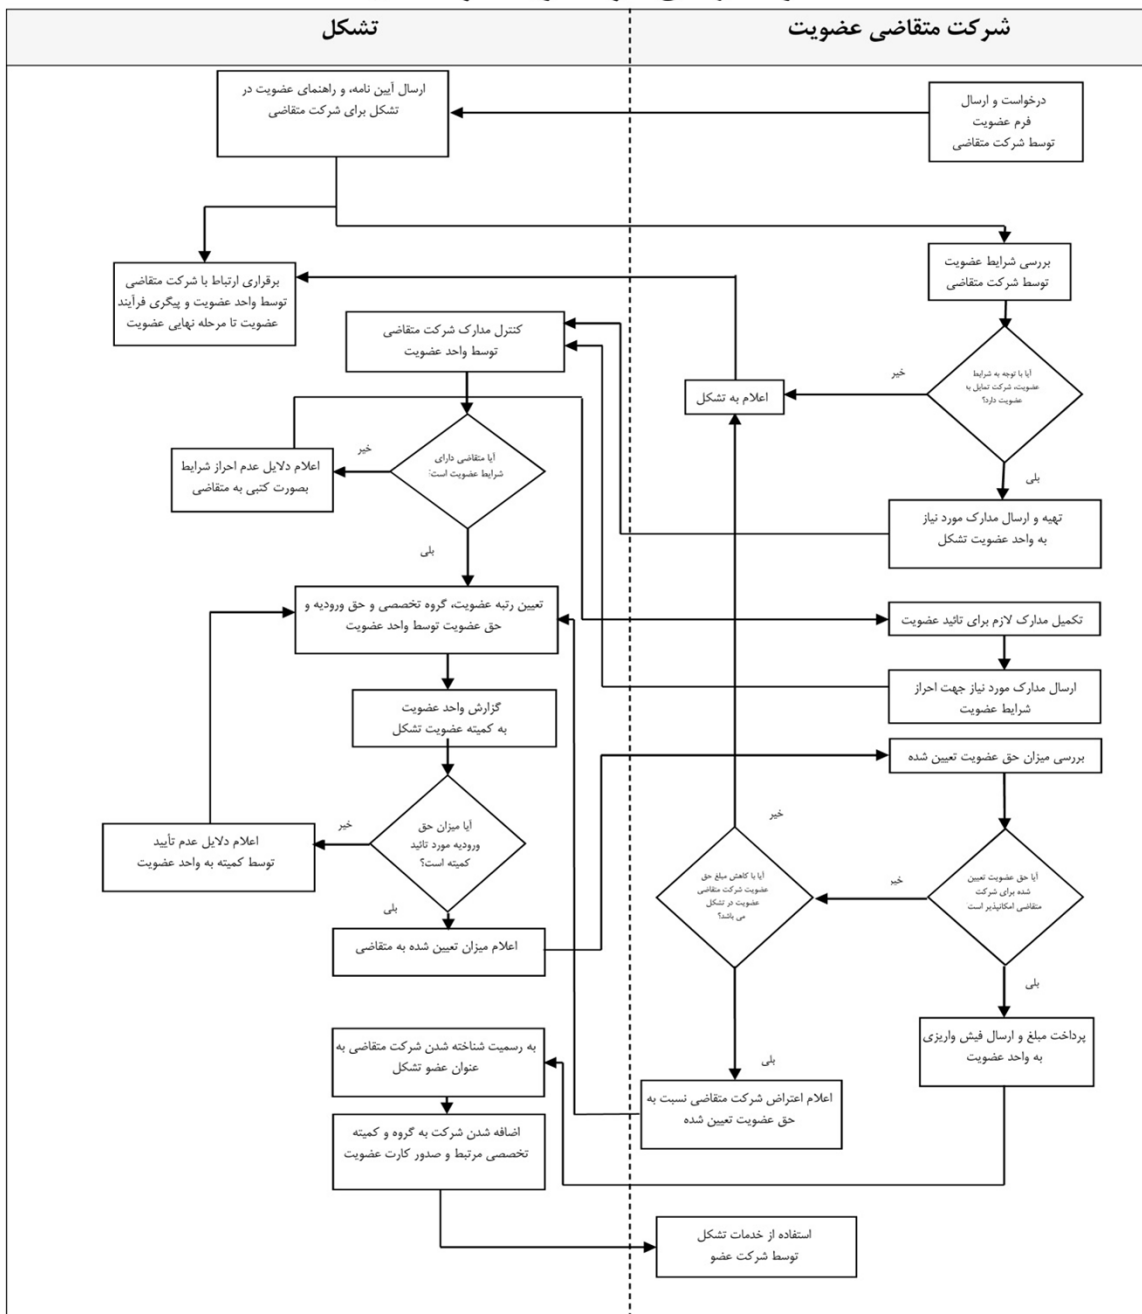 شرکت متقاضی عضویت
تشکل
درخواست و ارسال
فرم عضویت
توسط شرکت متقاضی
ارسال آیین نامه، و راهنمای عضویت در
تشکل برای شرکت متقاضی
بررسی شرایط عضویت
توسط شرکت متقاضی
برقراری ارتباط با شرکت متقاضی
توسط واحد عضویت و پیگری فرآیند
عضویت تا مرحله نهایی عضویت
کنترل مدارک شرکت متقاضی
توسط واحد عضویت
آیا با توجه به شرایط
عضویت، شرکت تمایل به
عضویت دارد؟
خیر
اعلام به تشکل
بلی
آیا متقاضی دارای
شرایط عضویت است:
خیر
اعلام دلایل عدم احراز شرایط
بصورت کتبی به متقاضی
بلی
تهیه و ارسال مدارک مورد نیاز
به واحد عضویت تشکل
تعیین رتبه عضویت، گروه تخصصی و حق ورودیه و
حق عضویت توسط واحد عضویت
تکمیل مدارک لازم برای تائید عضویت
ارسال مدارک مورد نیاز جهت احراز
شرایط عضویت
گزارش واحد عضویت
به کمیته عضویت تشکل
بررسی میزان حق عضویت تعیین شده
آیا میزان حق
ورودیه مورد تائید
کمیته است؟
خیر
اعلام دلایل عدم تأیید
توسط کمیته به واحد عضویت
بلی
اعلام میزان تعیین شده به متقاضی
آیا حق عضویت تعیین
شده برای شرکت
متقاضی امکانپذیر است:
خیر
آیا با کاهش مبلغ حق
عضویت شرکت متقاضی
عضویت در تشکل
می باشد؟
خیر
بلی
بلی
پرداخت مبلغ و ارسال فیش واریزی
به واحد عضویت
اعلام اعتراض شرکت متقاضی نسبت به
حق عضویت تعیین شده
به رسمیت شناخته شدن شرکت متقاضی به
عنوان عضو تشکل
اضافه شدن شرکت به گروه و کمیته
تخصصی مرتبط و صدور کارت عضویت
استفاده از خدمات تشکل
توسط شرکت عضو